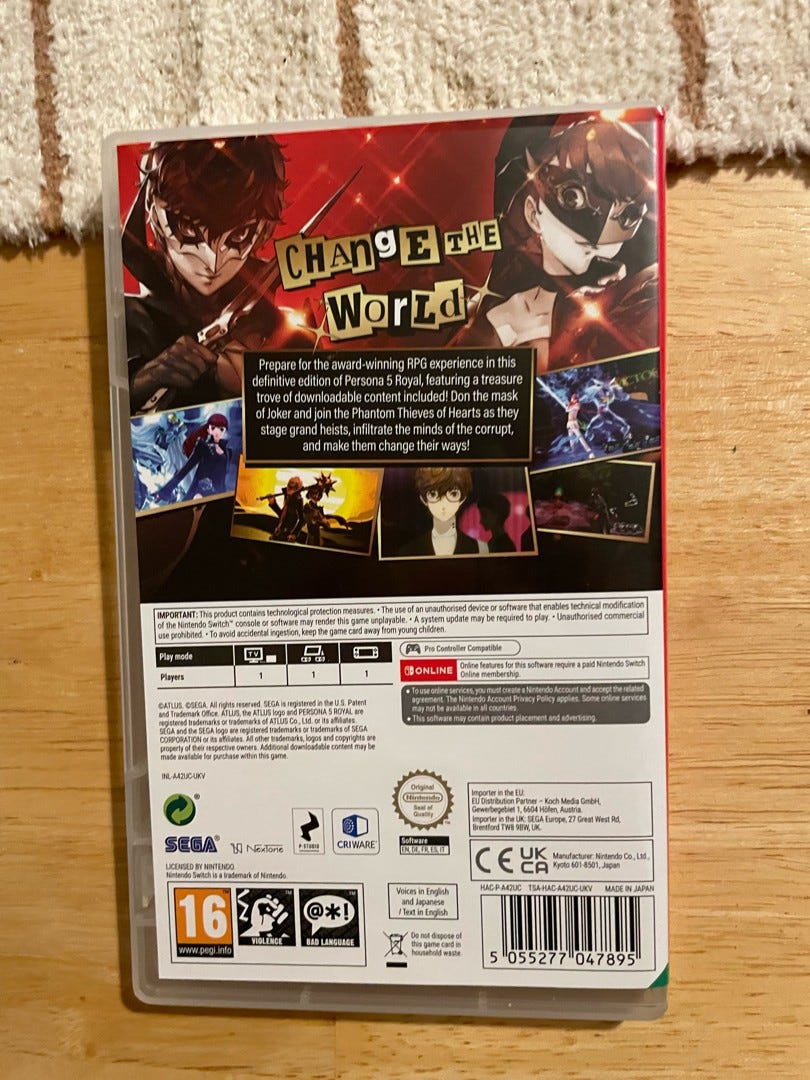 CHANgE THE
WorLd
Prepare for the award-winning RPG experience in this
definitive edition of Persona 5 Royal, featuring a treasure
trove of downloadable content included! Don the mask
of Joker and join the Phantom Thieves of Hearts as they
stage grand heists, infiltrate the minds of the corrupt,
and make them change their ways!
IMPORTANT: This product contains technological protection measures. • The use of an unauthorised device or software that enables technical modification
of the Nintendo Switch™ console or software may render this game unplayable. • A system update may be required to play. • Unauthorised commercial
use prohibited. • To avoid accidental ingestion, keep the game card away from young children.
Play mode
TV
Players 1 1 1
Pro Controller Compatible
ONLINE
Online features for this software require a paid Nintendo Switch
Online membership.
• To use online services, you must create a Nintendo Account and accept the related
agreement. The Nintendo Account Privacy Policy applies. Some online services
may not be available in all countries.
• This software may contain product placement and advertising.
©ATLUS. ©SEGA. All rights reserved. SEGA is registered in the U.S. Patent
and Trademark Office. ATLUS, the ATLUS logo and PERSONA 5 ROYAL are
registered trademarks or trademarks of ATLUS Co., Ltd. or its affiliates.
SEGA and the SEGA logo are registered trademarks or trademarks of SEGA
CORPORATION or its affiliates. All other trademarks, logos and copyrights are
property of their respective owners. Additional downloadable content may be
made available for purchase within this game.
INL-A42UC-UKV
®
SEGA®
NexTone
P-STUDIO
CRIWARE™
Original
Nintendo
Seal of
Quality
Software
EN, DE, FR, ES, IT
Importer in the EU:
EU Distribution Partner – Koch Media GmbH,
Gewerbegebiet 1, 6604 Höfen, Austria.
Importer in the UK: SEGA Europe, 27 Great West Rd,
Brentford TW8 9BW, UK.
CE UK
CA
Manufacturer: Nintendo Co., Ltd.,
Kyoto 601-8501, Japan
LICENSED BY NINTENDO
Nintendo Switch is a trademark of Nintendo.
HAC-P-A42UC TSA-HAC-A42UC-UKV MADE IN JAPAN
16
www.pegi.info
VIOLENCE
@*!
BAD LANGUAGE
Voices in English
and Japanese
/ Text in English
Do not dispose of
this game card in
household waste.
5 055277 047895